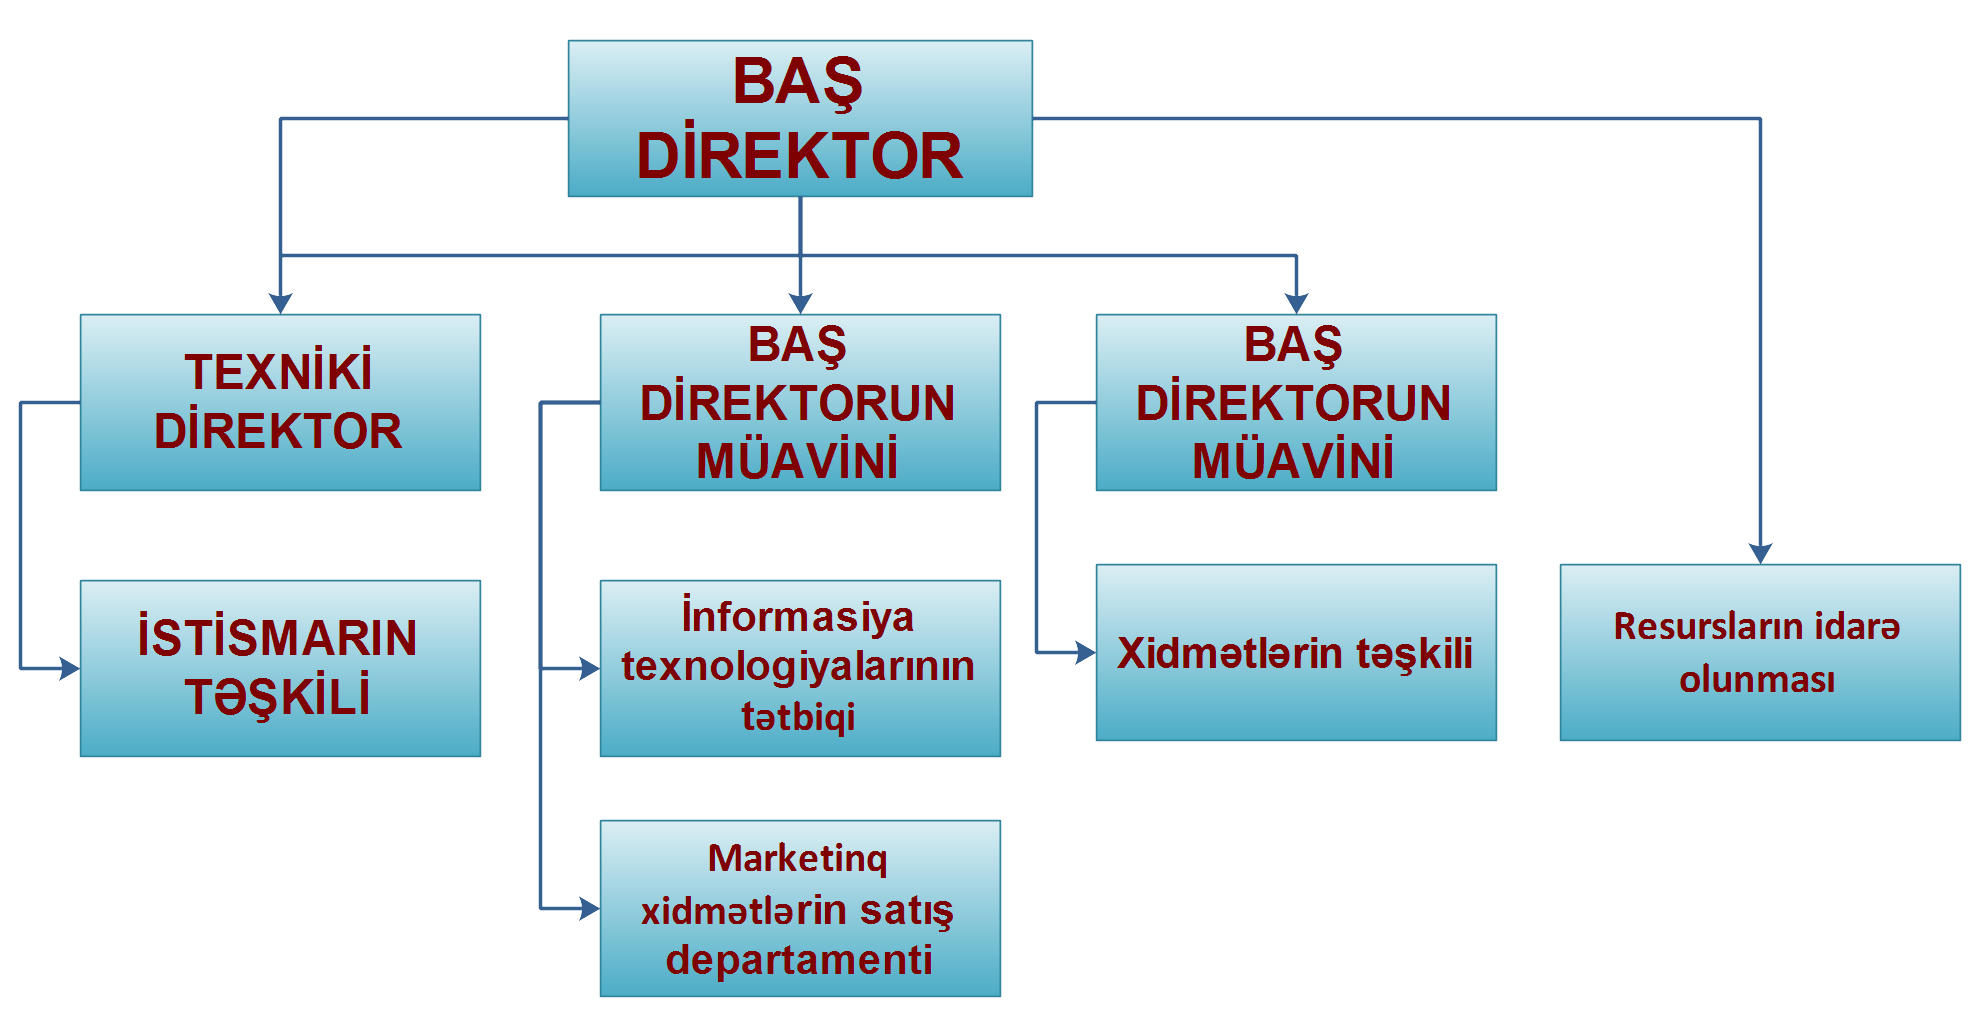 BAŞ
DİREKTOR
TEXNİKİ
DİREKTOR
BAŞ
DİREKTORUN
MÜAVİNİ
BAŞ
DİREKTORUN
MÜAVİNİ
İSTİSMARIN
TƏŞKİLİ
İnformasiya
texnologiyalarının
tətbiqi
Xidmətlərin təşkili
Resursların idarə
olunması
Marketinq
xidmətlərin satış
departamenti